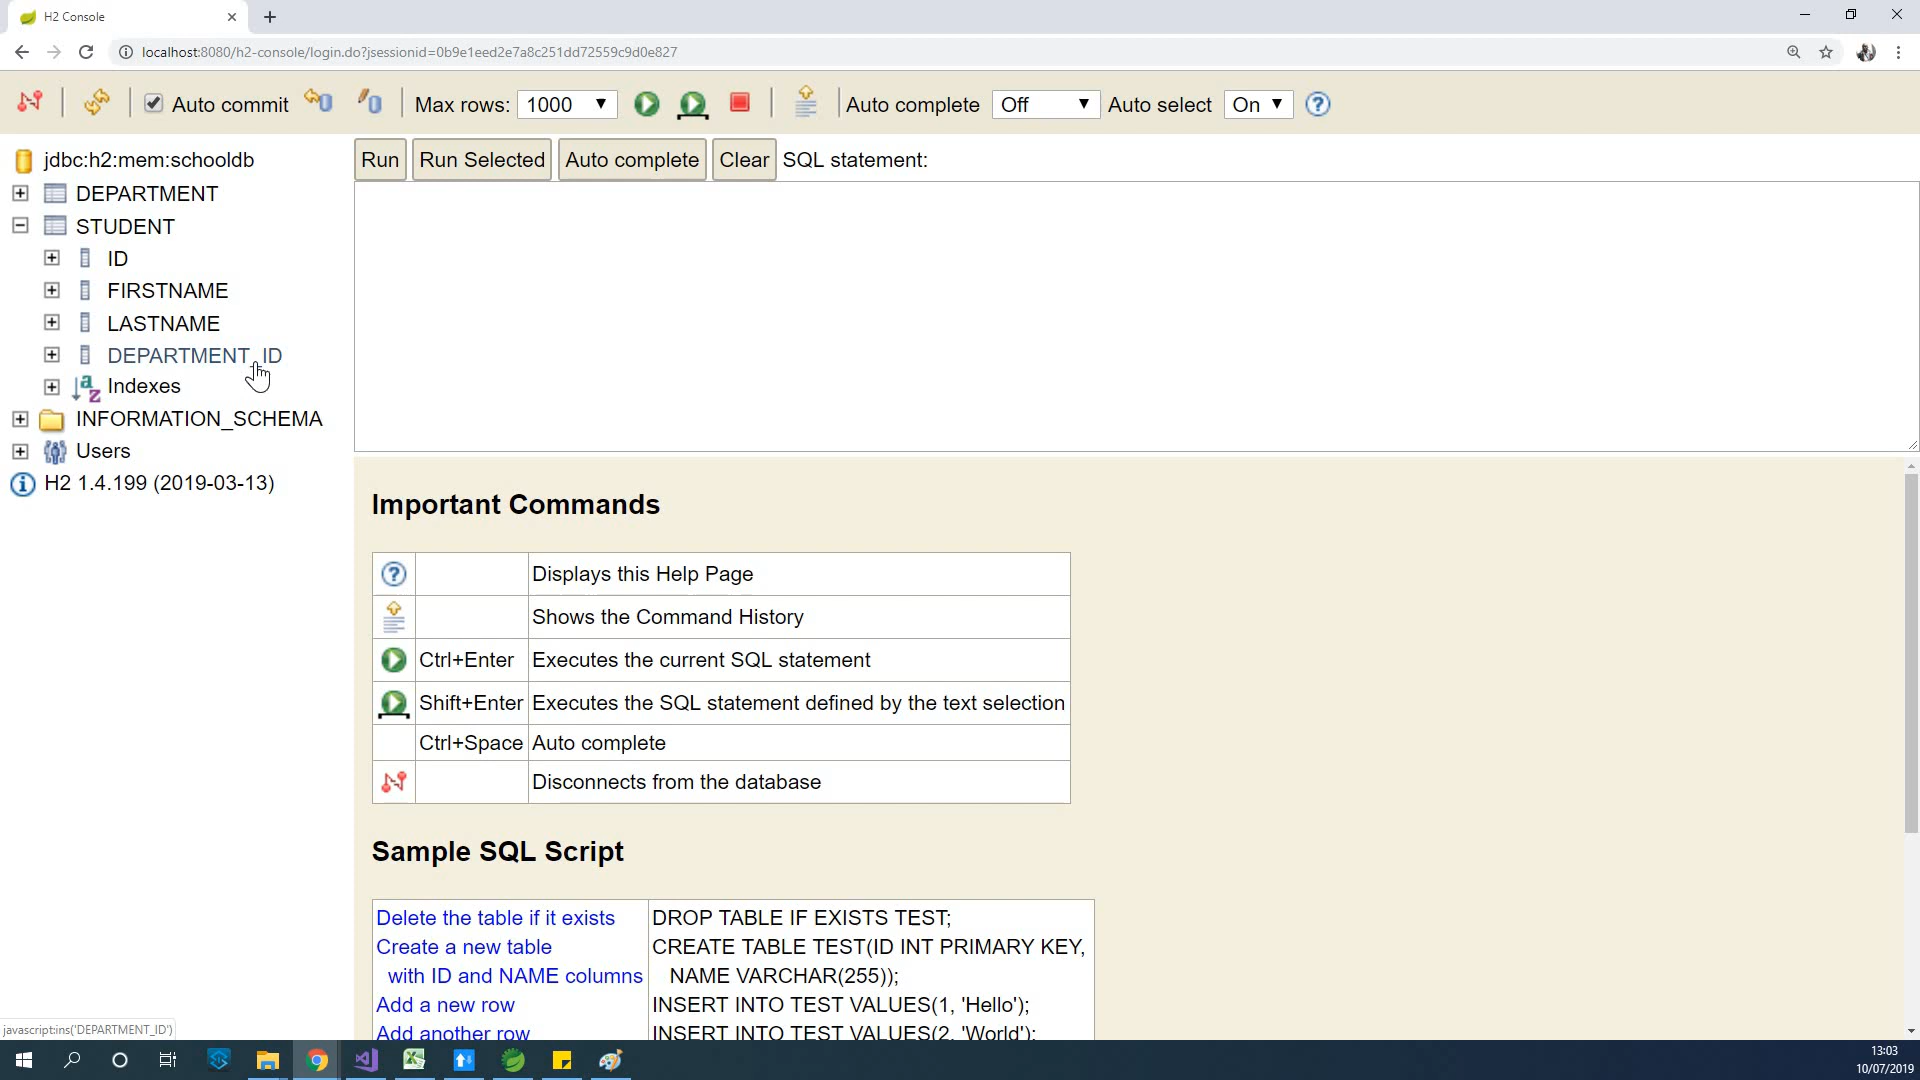 H2 Console
localhost:8080/h2-console/login.do?jsessionid=0b9e1eed2e7a8c251dd72559c9d0e827
Auto commit
Max rows: 1000
Auto complete Off
Auto select On
jdbc:h2:mem:schooldb
DEPARTMENT
STUDENT
ID
FIRSTNAME
LASTNAME
DEPARTMENT_ID
Indexes
INFORMATION_SCHEMA
Users
H2 1.4.199 (2019-03-13)
Run Run Selected Auto complete Clear SQL statement:
Important Commands
Displays this Help Page
Shows the Command History
Ctrl+Enter Executes the current SQL statement
Shift+Enter Executes the SQL statement defined by the text selection
Ctrl+Space Auto complete
Disconnects from the database
Sample SQL Script
Delete the table if it exists DROP TABLE IF EXISTS TEST;
Create a new table CREATE TABLE TEST(ID INT PRIMARY KEY,
with ID and NAME columns NAME VARCHAR(255));
Add a new row INSERT INTO TEST VALUES(1, 'Hello');
Add another row INSERT INTO TEST VALUES(2, 'World');
javascript:ins('DEPARTMENT_ID')
13:03
10/07/2019